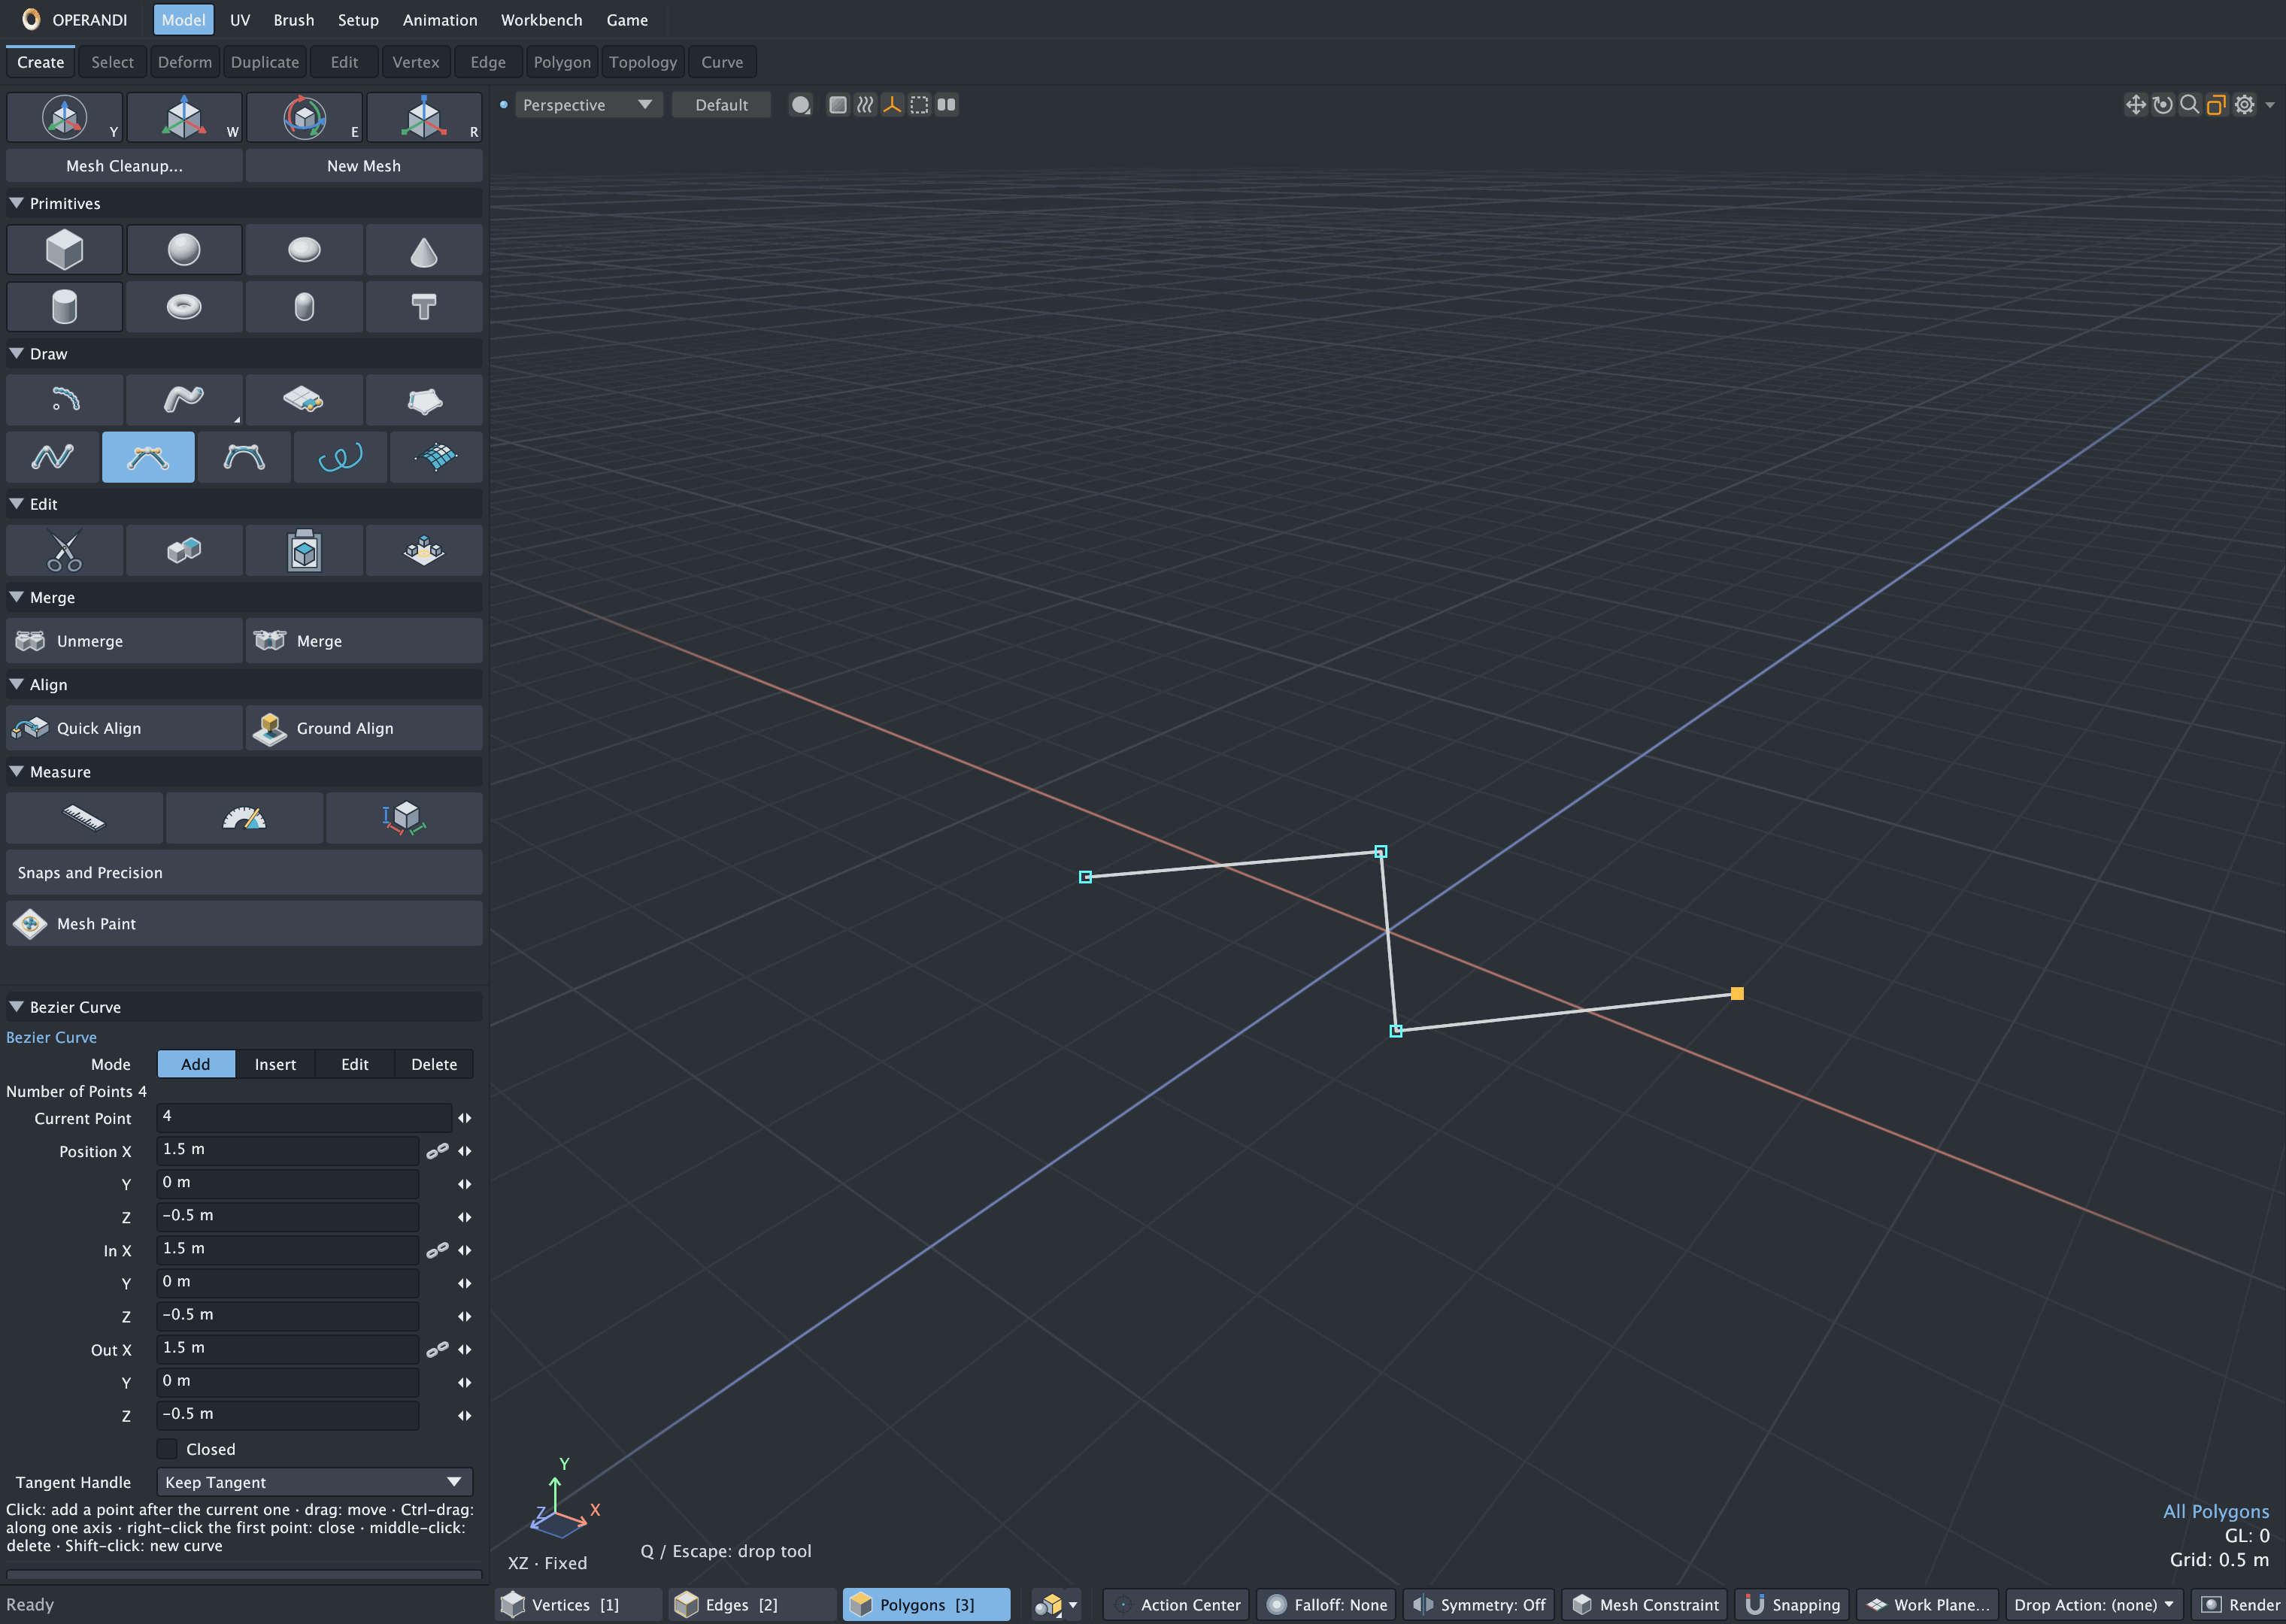 OPERANDI Model UV Brush Setup Animation Workbench Game
Create Select Deform Duplicate Edit Vertex Edge Polygon Topology Curve
Y W E R
Perspective Default
Mesh Cleanup... New Mesh
Primitives
Draw
Edit
Merge
Unmerge Merge
Align
Quick Align Ground Align
Measure
Snaps and Precision
Mesh Paint
Bezier Curve
Bezier Curve
Mode Add Insert Edit Delete
Number of Points 4
Current Point 4
Position X 1.5 m
Y 0 m
Z -0.5 m
In X 1.5 m
Y 0 m
Z -0.5 m
Out X 1.5 m
Y 0 m
Z -0.5 m
Closed
Tangent Handle Keep Tangent
Click: add a point after the current one · drag: move · Ctrl-drag:
along one axis · right-click the first point: close · middle-click:
delete · Shift-click: new curve
Y
Z X
XZ · Fixed
Q / Escape: drop tool
All Polygons
GL: 0
Grid: 0.5 m
Ready Vertices [1] Edges [2] Polygons [3] Action Center Falloff: None Symmetry: Off Mesh Constraint Snapping Work Plane... Drop Action: (none) Render